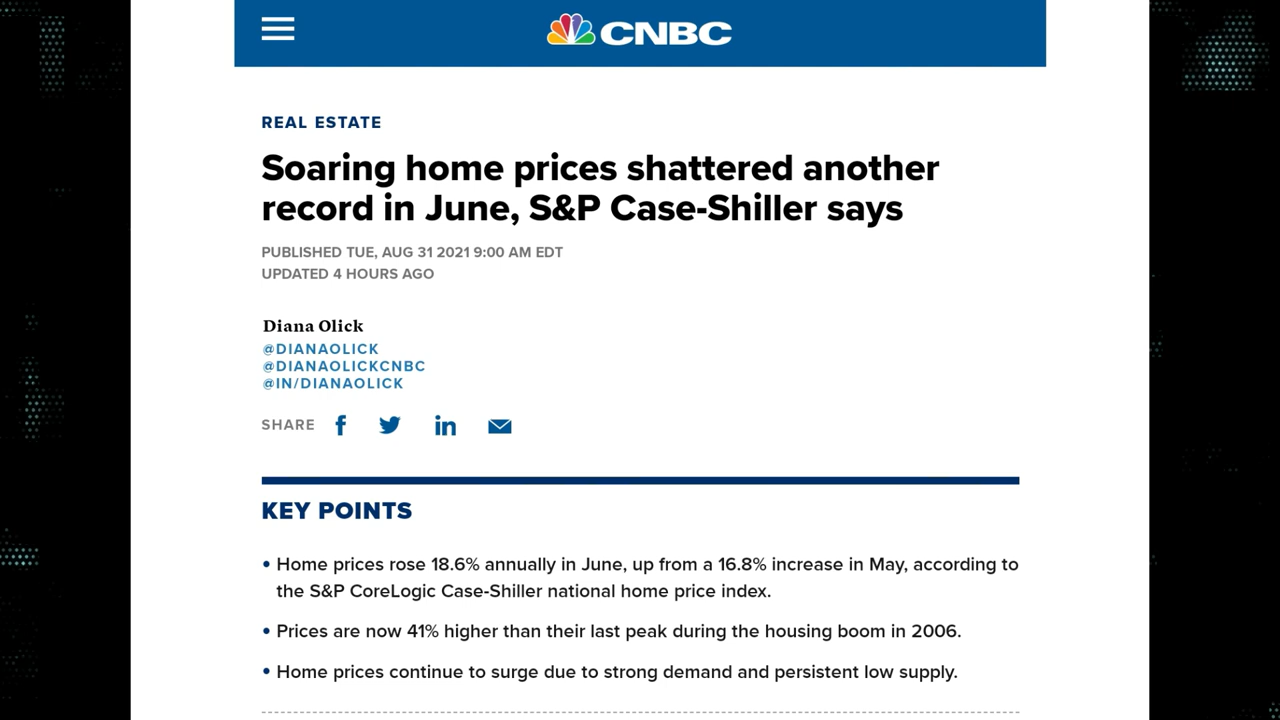 CNBC
REAL ESTATE
Soaring home prices shattered another
record in June, S&P Case-Shiller says
PUBLISHED TUE, AUG 31 2021 9:00 AM EDT
UPDATED 4 HOURS AGO
Diana Olick
@DIANAOLICK
@DIANAOLICKCNBC
@IN/DIANAOLICK
SHARE
KEY POINTS
• Home prices rose 18.6% annually in June, up from a 16.8% increase in May, according to
the S&P CoreLogic Case-Shiller national home price index.
• Prices are now 41% higher than their last peak during the housing boom in 2006.
• Home prices continue to surge due to strong demand and persistent low supply.